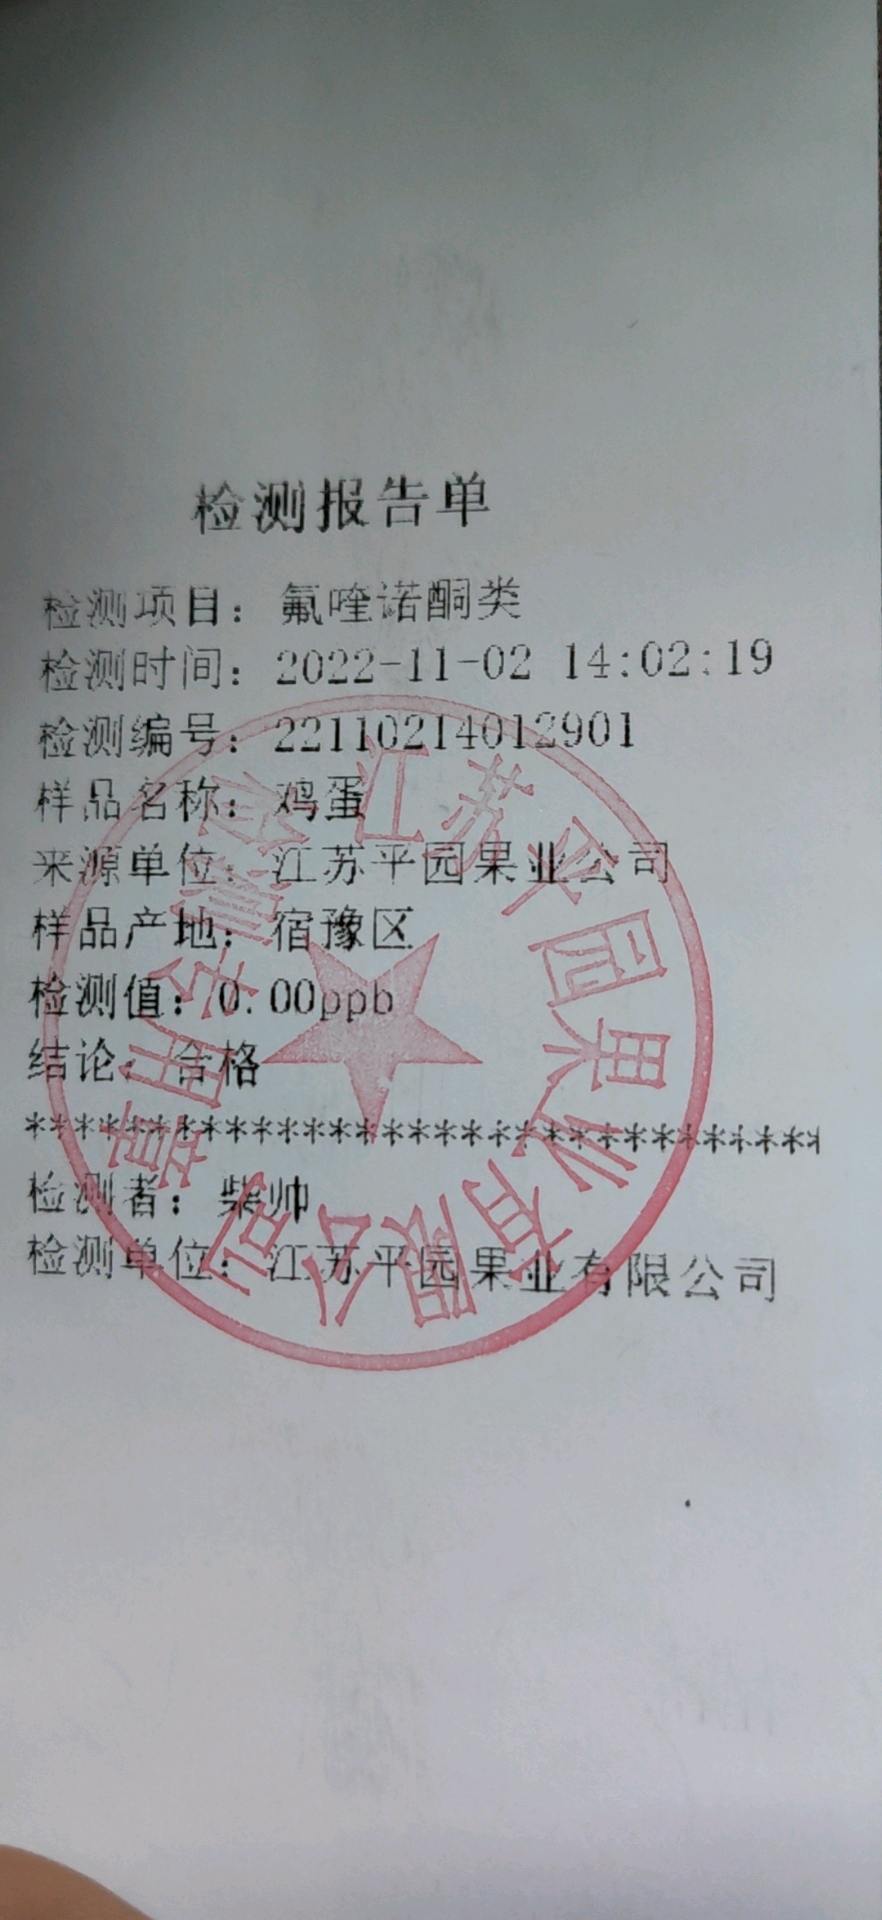 检测报告单
检测项目：氟喹诺酮类
检测时间：2022-11-02 14:02:19
检测编号：22110214012901
样品名称：鸡蛋
来源单位：江苏平园果业公司
样品产地：宿豫区
检测值：0.00ppb
结论：合格
********************************
检测者：柴帅
检测单位：江苏平园果业有限公司
江苏平园果业有限公司